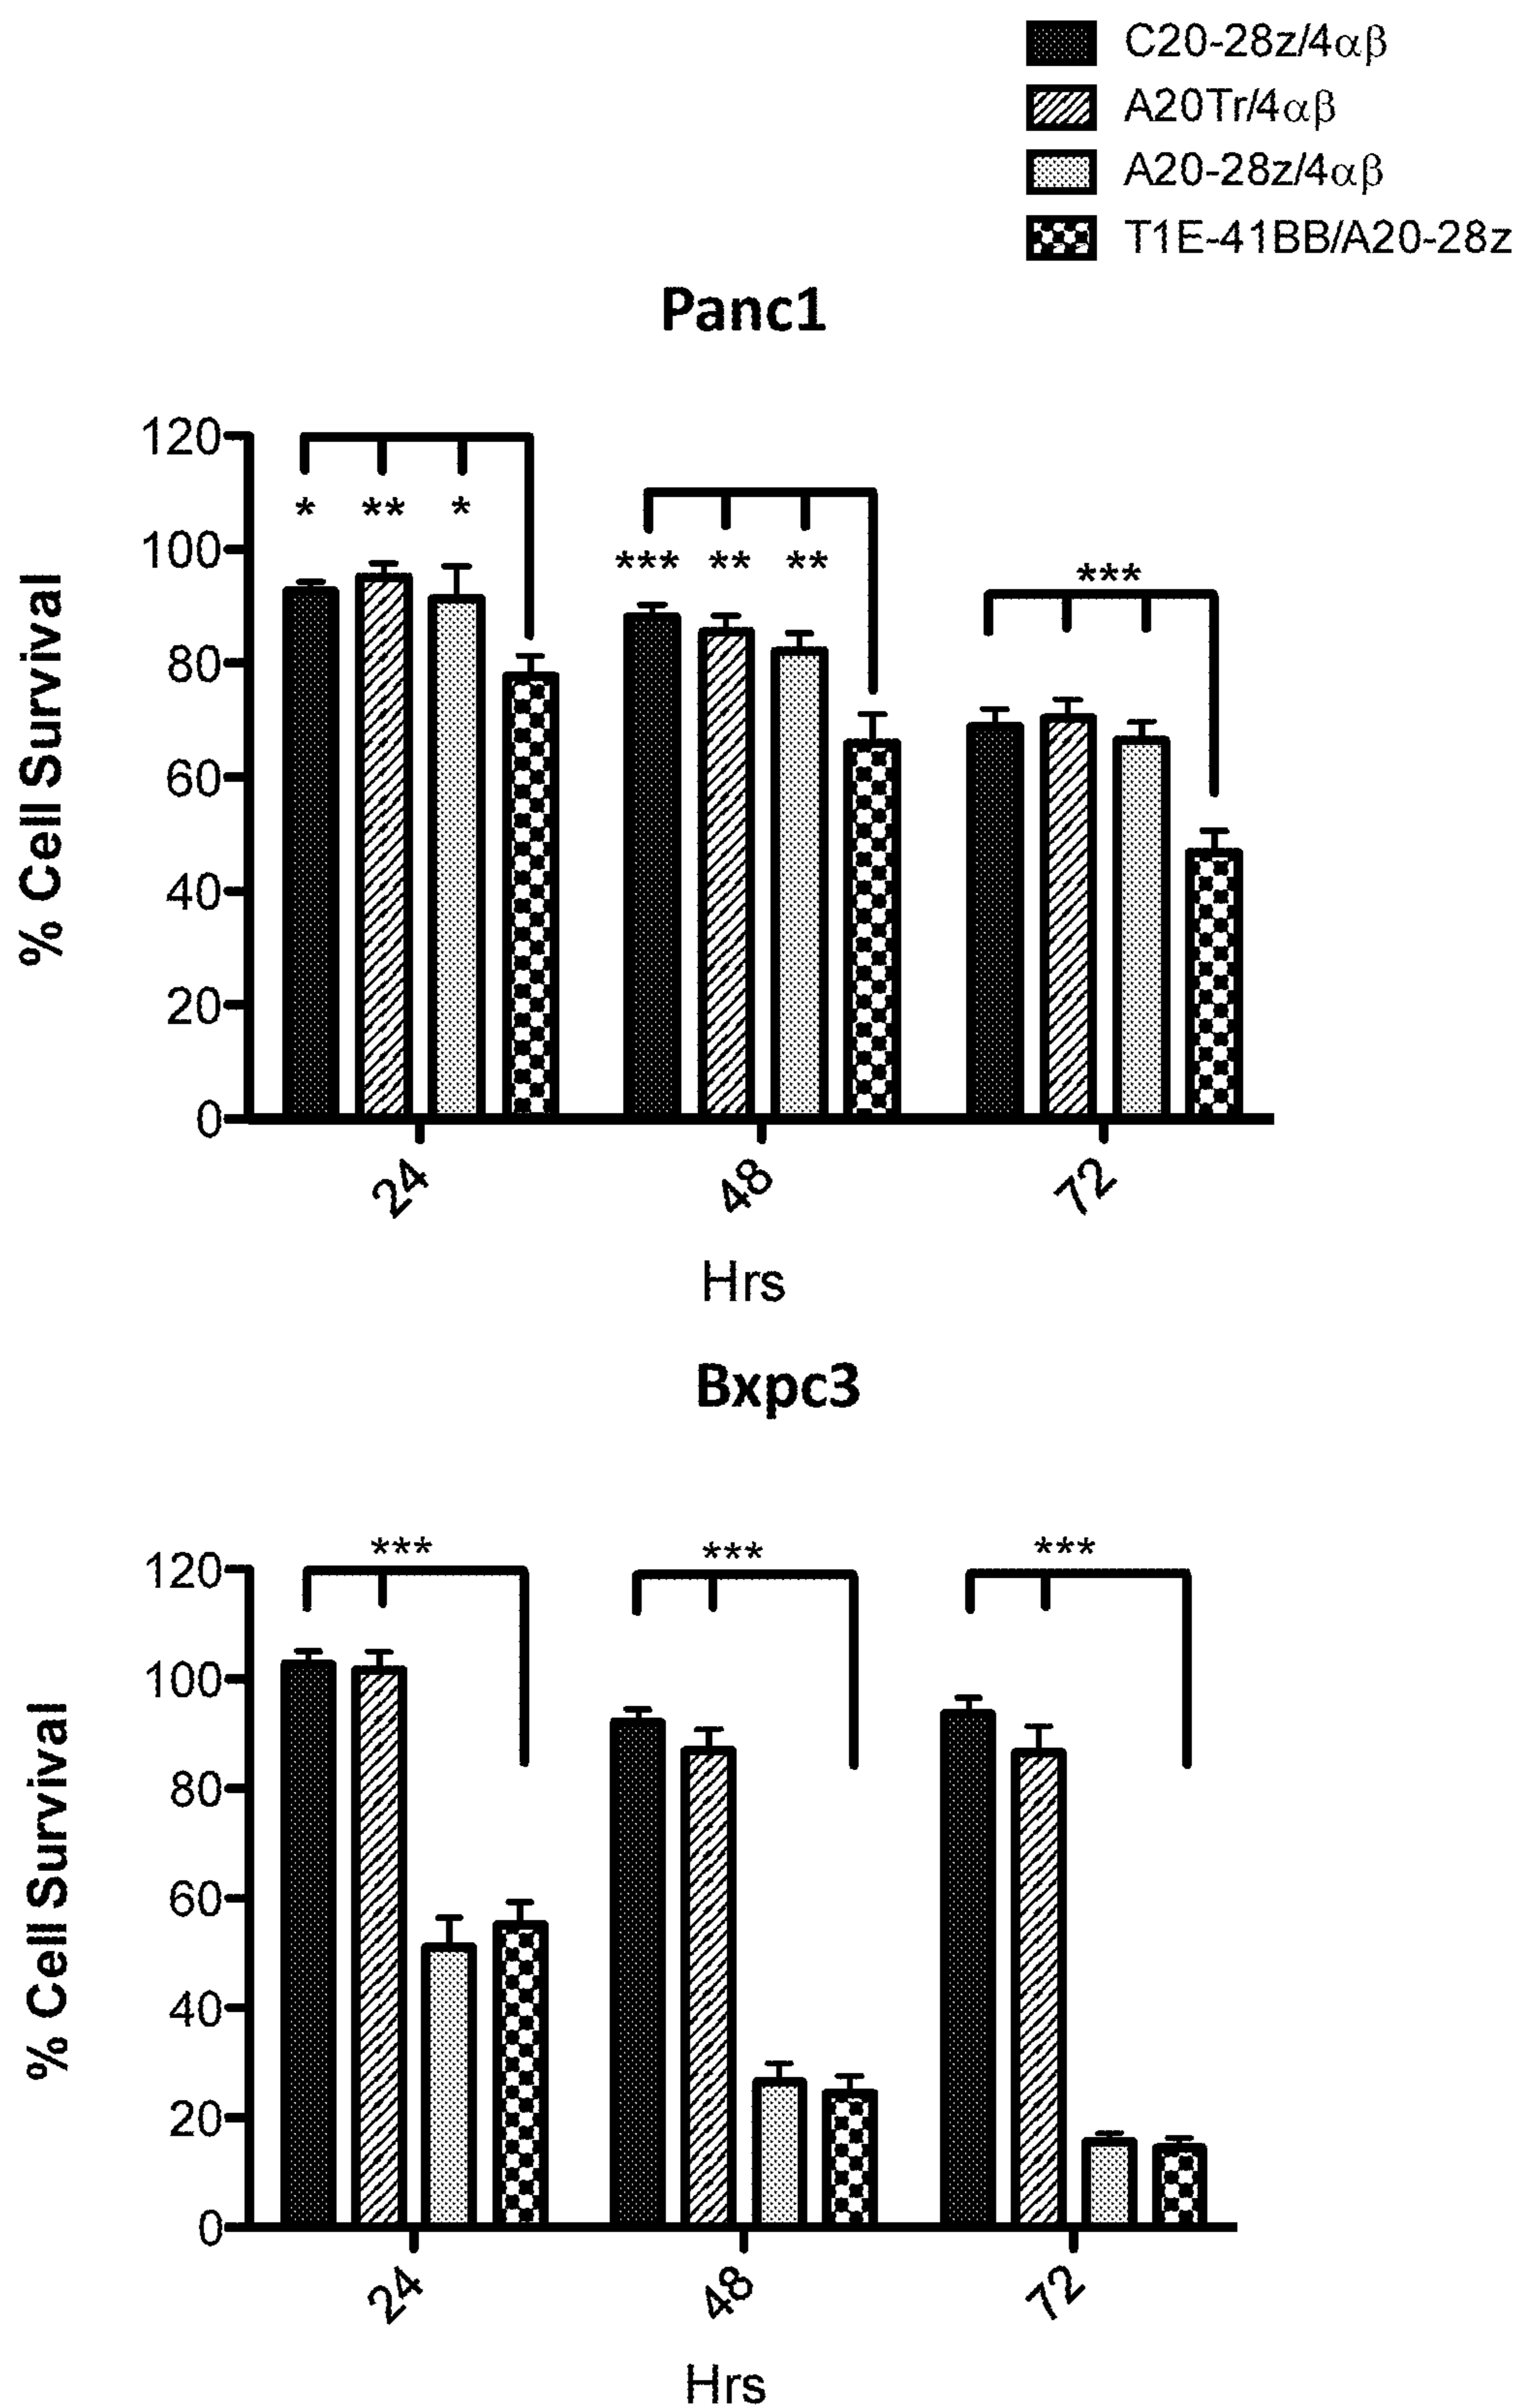 C20-28z/4αβ
A20Tr/4αβ
A20-28z/4αβ
T1E-41BB/A20-28z
Panc1
% Cell Survival
120
100
80
60
40
20
0
* ** *
*** ** **
***
24 48 72
Hrs
Bxpc3
% Cell Survival
120
100
80
60
40
20
0
*** *** ***
24 48 72
Hrs